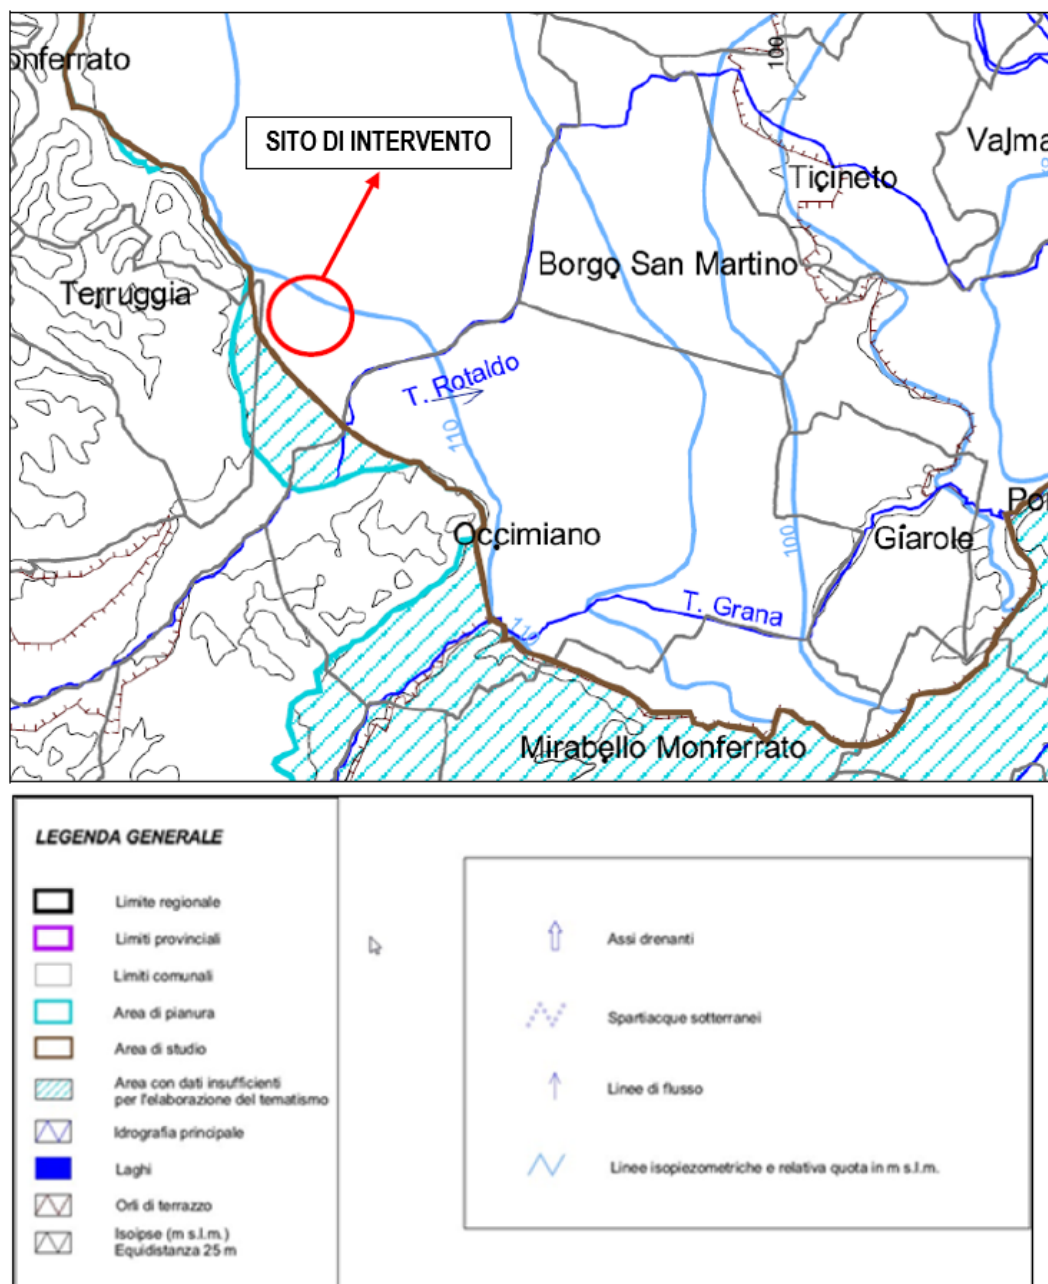 onferrato
100
SITO DI INTERVENTO
Valma
Ticineto
Borgo San Martino
Terruggia
T. Rotaldo
110
Occimiano
100
Giarole
Po
T. Grana
110
Mirabello Monferrato
LEGENDA GENERALE
Limite regionale
Limiti provinciali
Limiti comunali
Area di pianura
Area di studio
Area con dati insufficienti
per l'elaborazione del tematismo
Idrografia principale
Laghi
Orli di terrazzo
Isoipse (m s.l.m.)
Equidistanza 25 m
Assi drenanti
Spartiacque sotterranei
Linee di flusso
Linee isopiezometriche e relativa quota in m s.l.m.